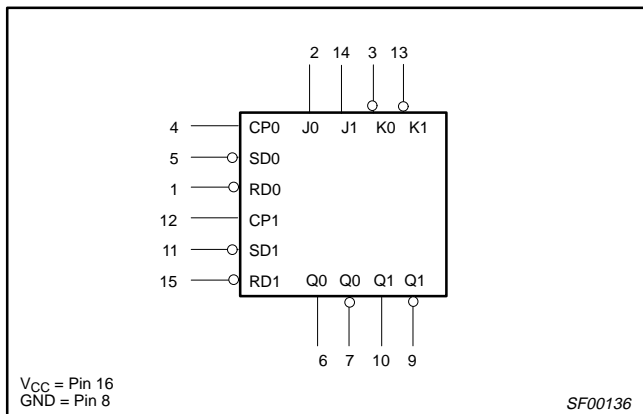 2 14 3 13
4 CP0 J0 J1 K0 K1
5 SD0
1 RD0
12 CP1
11 SD1
15 RD1 Q0 Q0 Q1 Q1
6 7 10 9
VCC = Pin 16
GND = Pin 8
SF00136